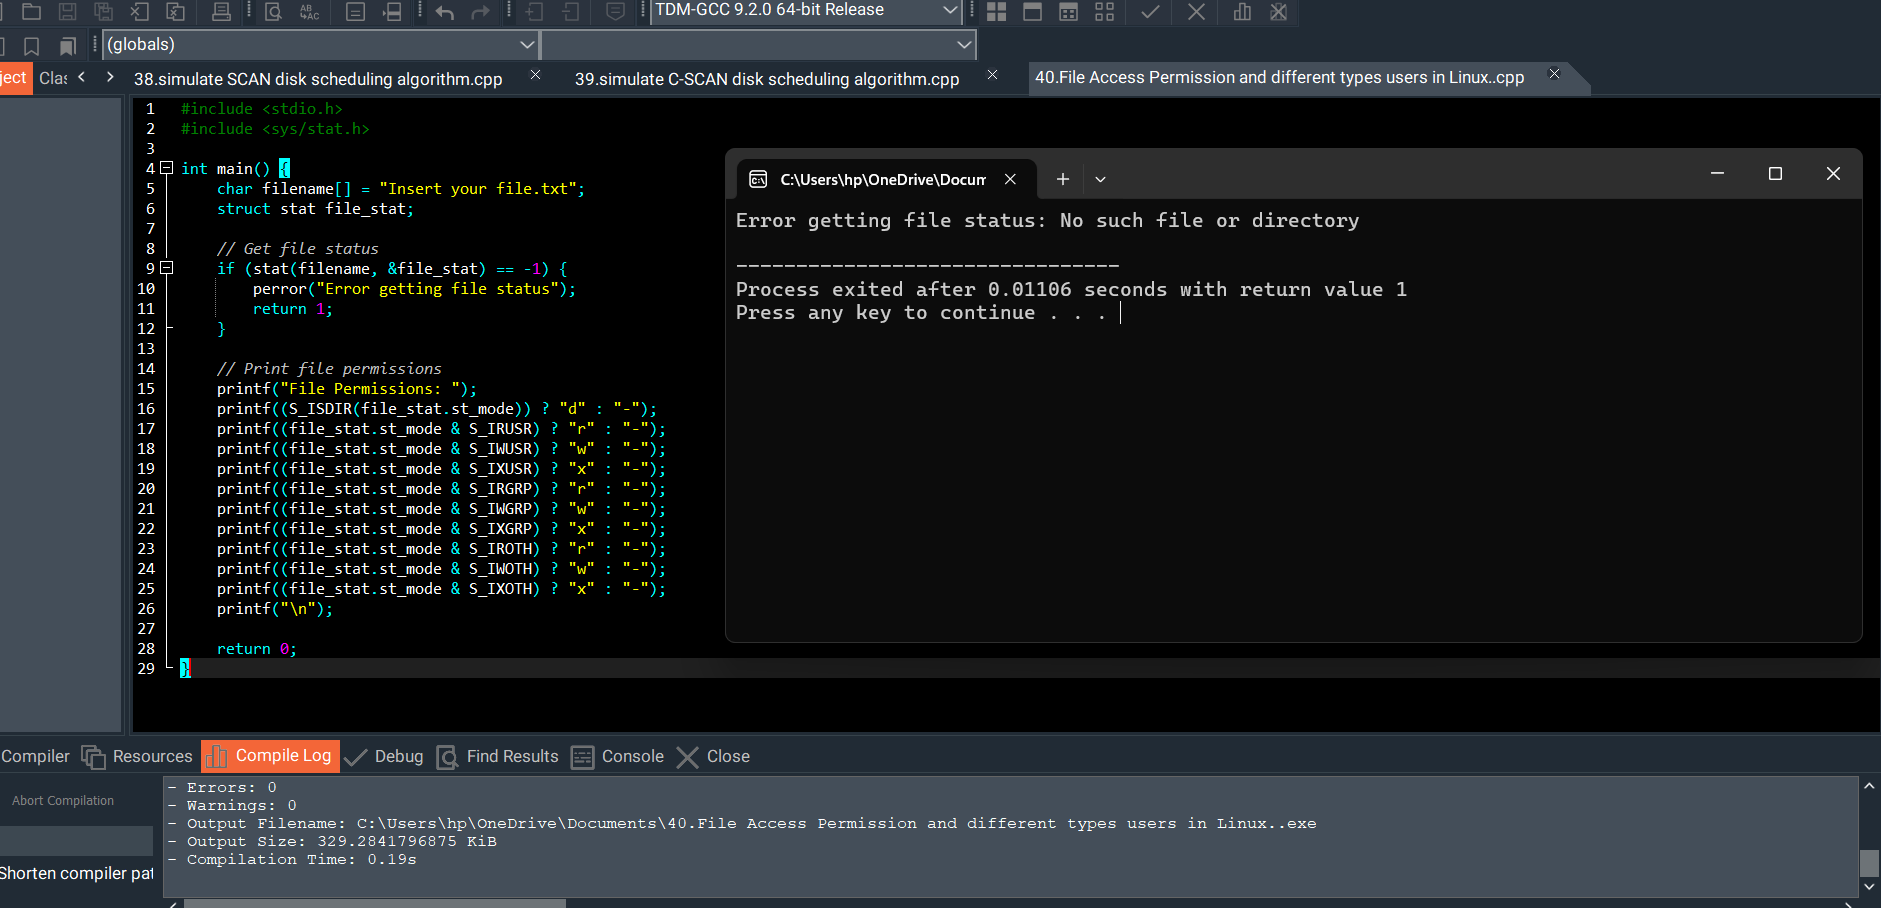 TDM-GCC 9.2.0 64-bit Release
(globals)
38.simulate SCAN disk scheduling algorithm.cpp
39.simulate C-SCAN disk scheduling algorithm.cpp
40.File Access Permission and different types users in Linux..cpp
1 #include <stdio.h>
2 #include <sys/stat.h>
3
4 int main() {
5 char filename[] = "Insert your file.txt";
6 struct stat file_stat;
7
8 // Get file status
9 if (stat(filename, &file_stat) == -1) {
10 perror("Error getting file status");
11 return 1;
12 }
13
14 // Print file permissions
15 printf("File Permissions: ");
16 printf((S_ISDIR(file_stat.st_mode)) ? "d" : "-");
17 printf((file_stat.st_mode & S_IRUSR) ? "r" : "-");
18 printf((file_stat.st_mode & S_IWUSR) ? "w" : "-");
19 printf((file_stat.st_mode & S_IXUSR) ? "x" : "-");
20 printf((file_stat.st_mode & S_IRGRP) ? "r" : "-");
21 printf((file_stat.st_mode & S_IWGRP) ? "w" : "-");
22 printf((file_stat.st_mode & S_IXGRP) ? "x" : "-");
23 printf((file_stat.st_mode & S_IROTH) ? "r" : "-");
24 printf((file_stat.st_mode & S_IWOTH) ? "w" : "-");
25 printf((file_stat.st_mode & S_IXOTH) ? "x" : "-");
26 printf("\n");
27
28 return 0;
29 }
C:\Users\hp\OneDrive\Docum
Error getting file status: No such file or directory
--------------------------------
Process exited after 0.01106 seconds with return value 1
Press any key to continue . . .
Compiler Resources Compile Log Debug Find Results Console Close
Abort Compilation
Shorten compiler pat
- Errors: 0
- Warnings: 0
- Output Filename: C:\Users\hp\OneDrive\Documents\40.File Access Permission and different types users in Linux..exe
- Output Size: 329.2841796875 KiB
- Compilation Time: 0.19s